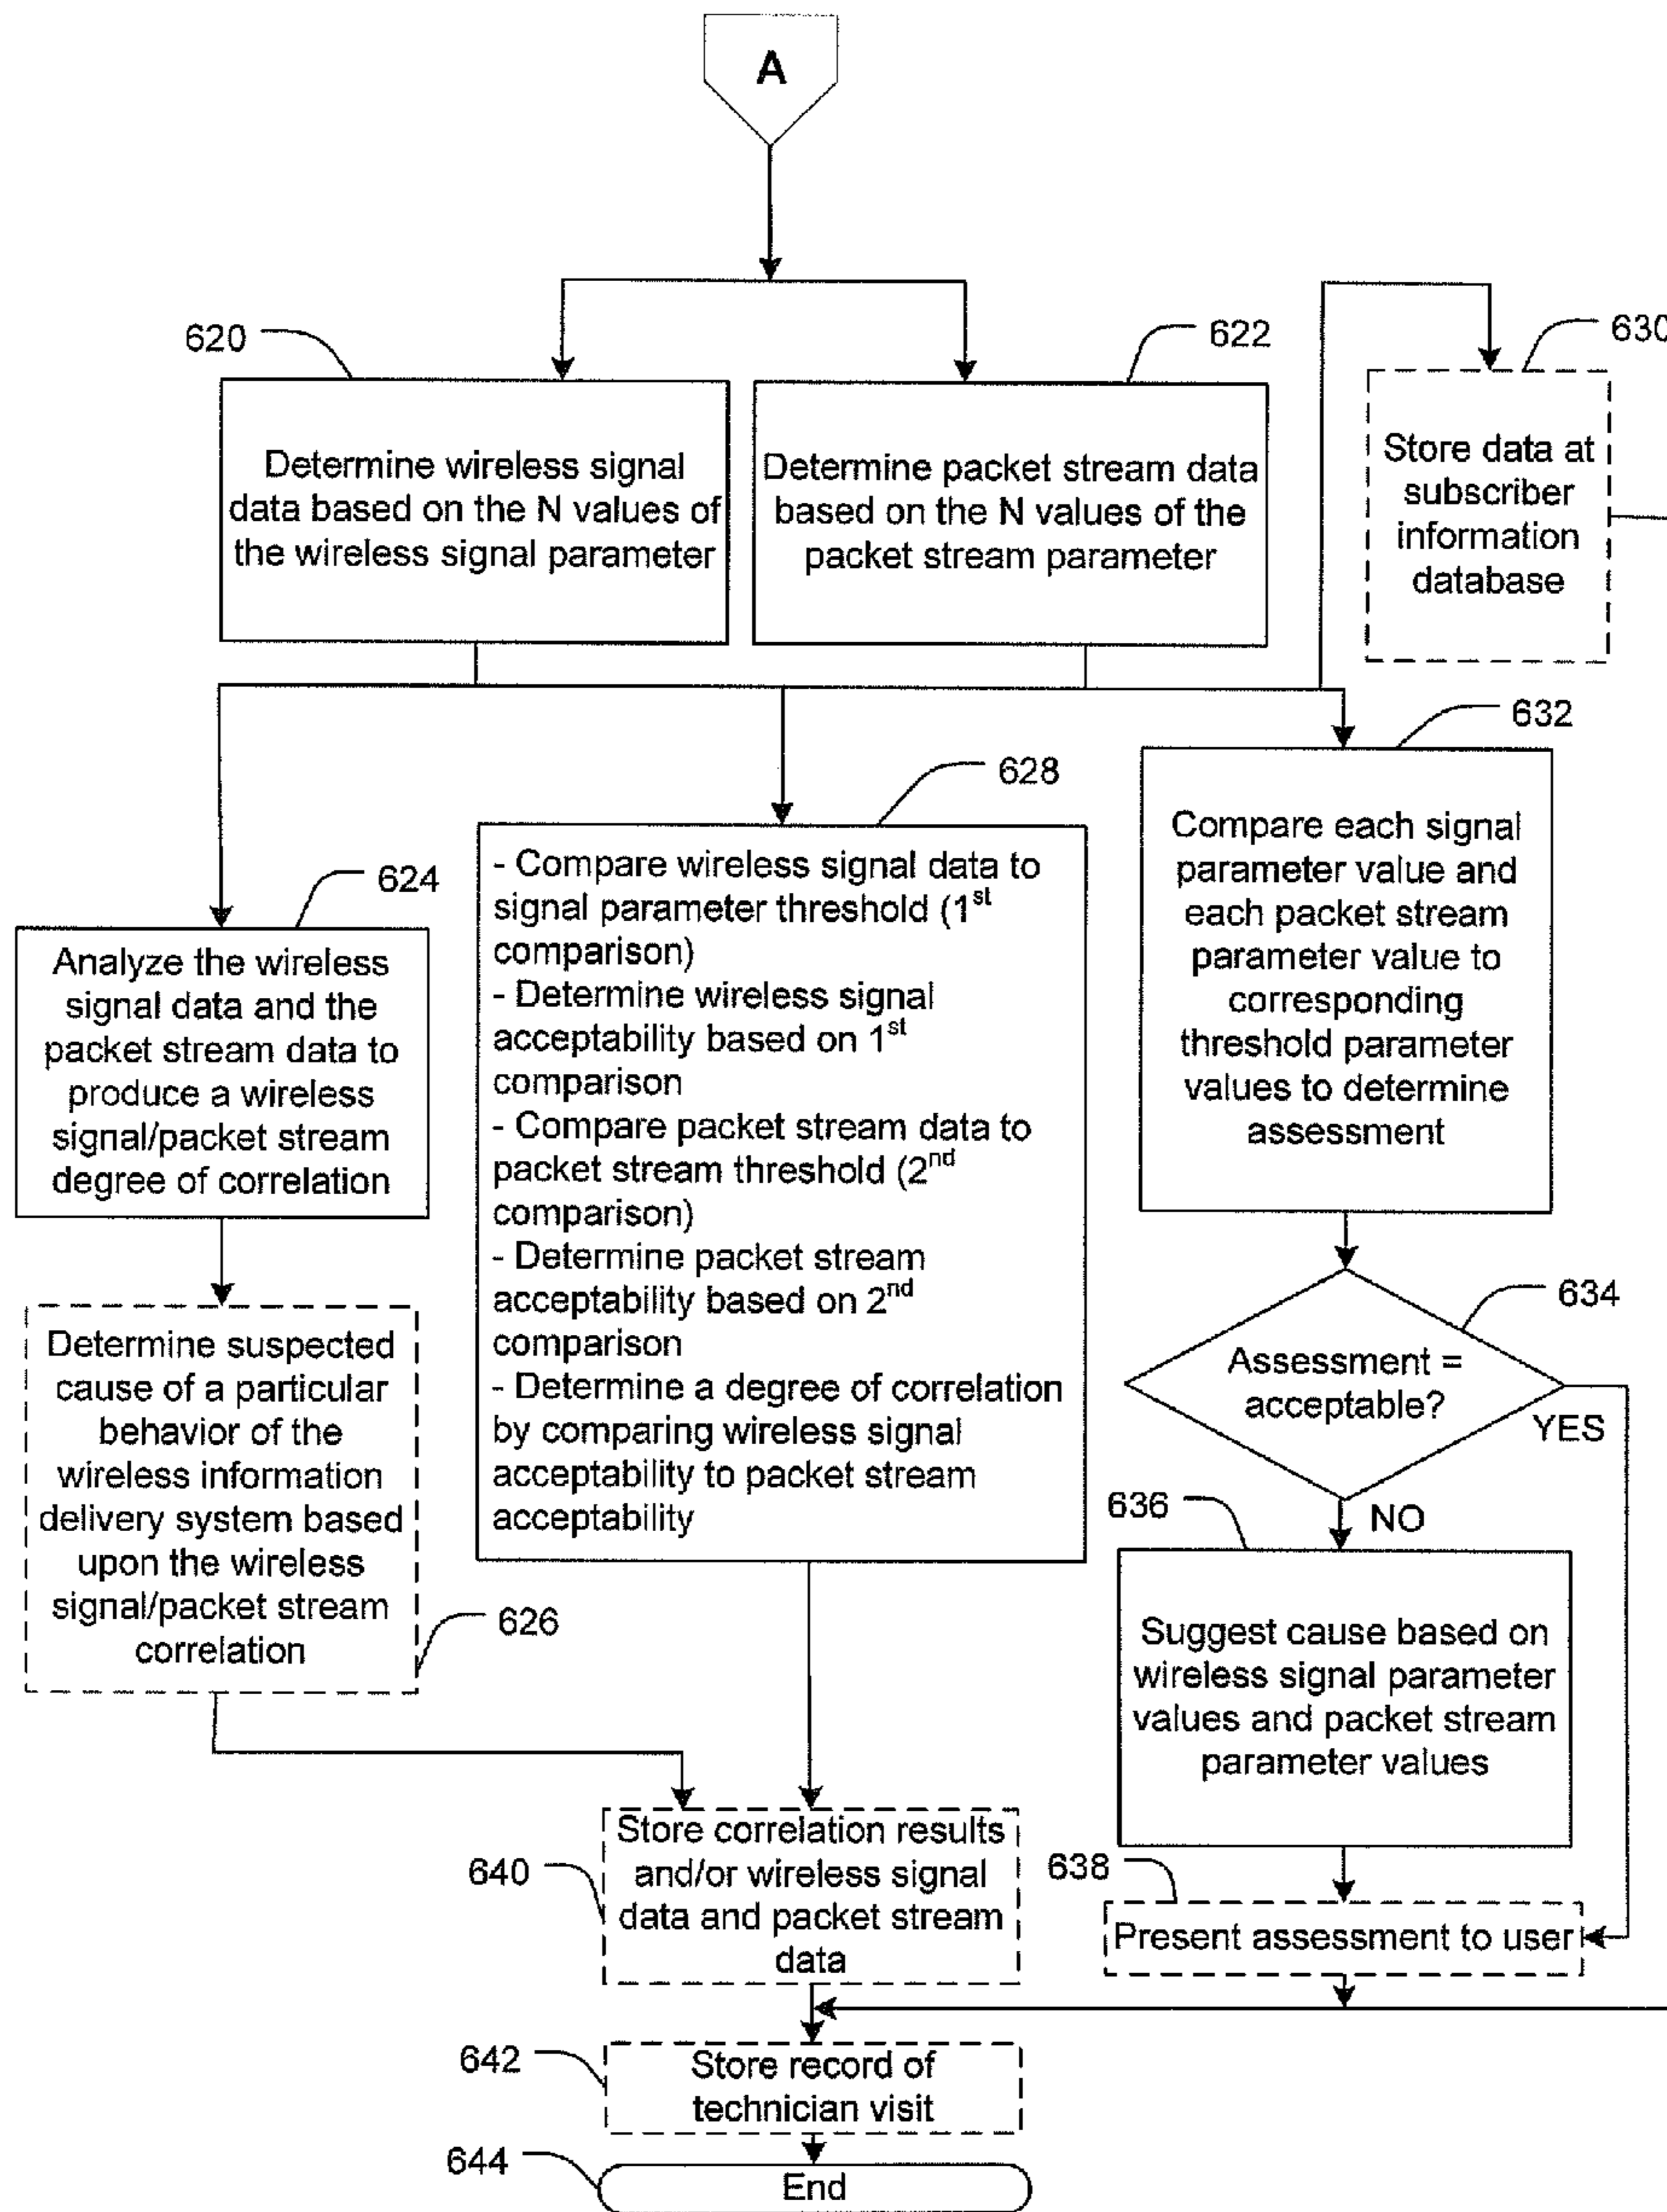 A
620
622
630
Determine wireless signal
data based on the N values of
the wireless signal parameter
Determine packet stream data
based on the N values of the
packet stream parameter
Store data at
subscriber
information
database
632
628
624
Analyze the wireless
signal data and the
packet stream data to
produce a wireless
signal/packet stream
degree of correlation
- Compare wireless signal data to
signal parameter threshold (1st
comparison)
- Determine wireless signal
acceptability based on 1st
comparison
- Compare packet stream data to
packet stream threshold (2nd
comparison)
- Determine packet stream
acceptability based on 2nd
comparison
- Determine a degree of correlation
by comparing wireless signal
acceptability to packet stream
acceptability
Compare each signal
parameter value and
each packet stream
parameter value to
corresponding
threshold parameter
values to determine
assessment
634
Assessment =
acceptable?
YES
NO
Determine suspected
cause of a particular
behavior of the
wireless information
delivery system based
upon the wireless
signal/packet stream
correlation
626
636
Suggest cause based on
wireless signal parameter
values and packet stream
parameter values
640
Store correlation results
and/or wireless signal
data and packet stream
data
638
Present assessment to user
642
Store record of
technician visit
644
End